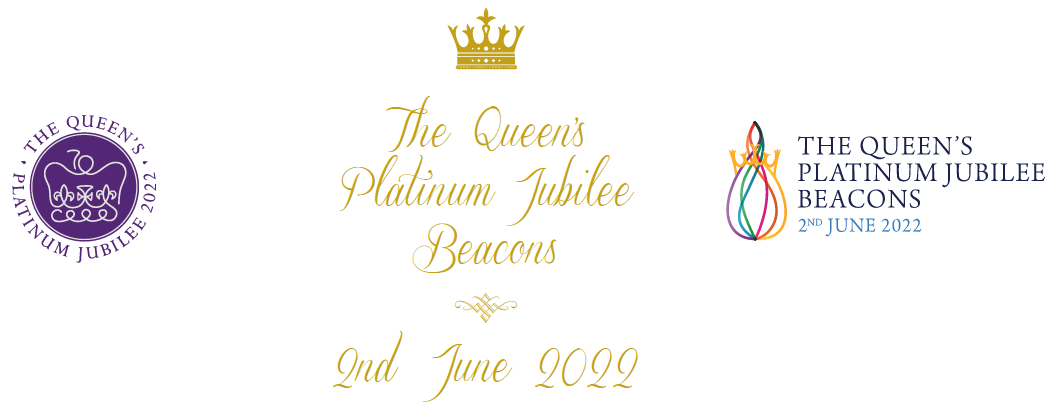 THE QUEEN'S
PLATINUM JUBILEE 2022
70
The Queen's
Platinum Jubilee
Beacons
2nd June 2022
THE QUEEN'S
PLATINUM JUBILEE
BEACONS
2ND JUNE 2022